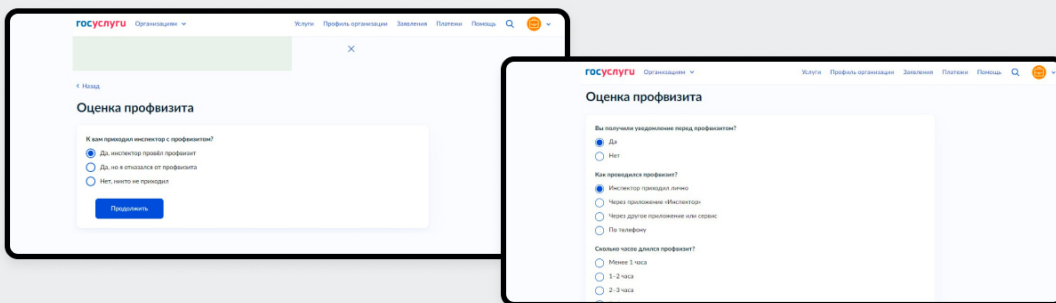 госуслуги Организациям Услуги Профиль организации Заявления Платежи Помощь
Назад
Оценка профвизита
К вам приходил инспектор с профвизитом?
Да, инспектор провёл профвизит
Да, но я отказался от профвизита
Нет, никто не приходил
Продолжить
госуслуги Организациям Услуги Профиль организации Заявления Платежи Помощь
Оценка профвизита
Вы получили уведомление перед профвизитом?
Да
Нет
Как проводился профвизит?
Инспектор приходил лично
Через приложение «Инспектор»
Через другое приложение или сервис
По телефону
Сколько часов длился профвизит?
Менее 1 часа
1–2 часа
2–3 часа